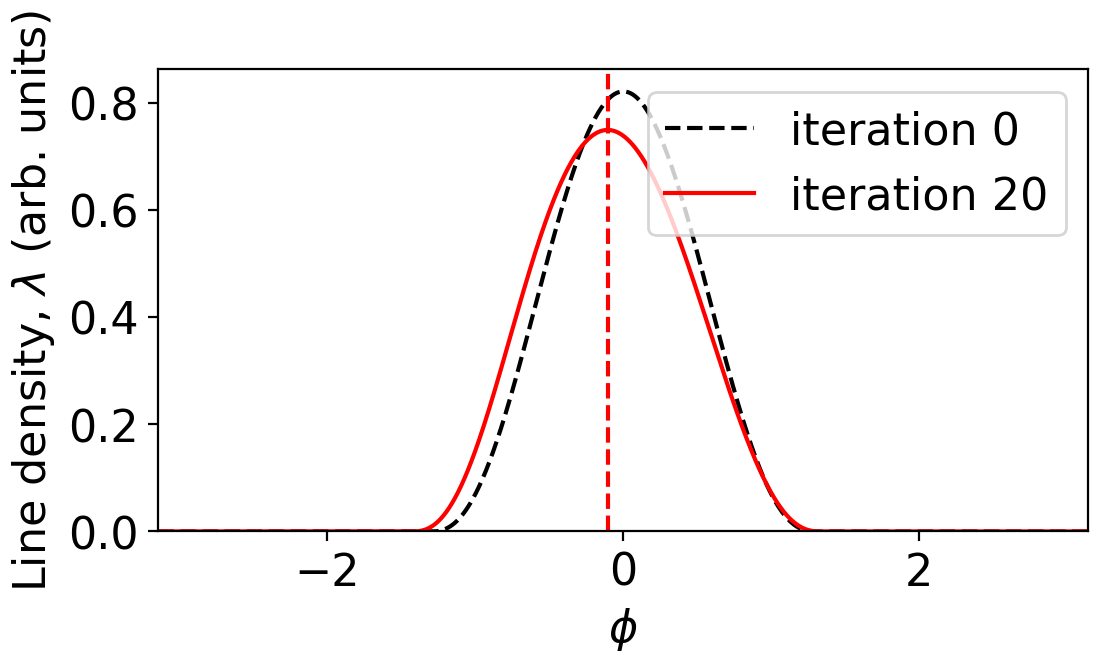 Line density, λ (arb. units)
0.8
0.6
0.4
0.2
0.0
−2
0
2
ϕ
iteration 0
iteration 20